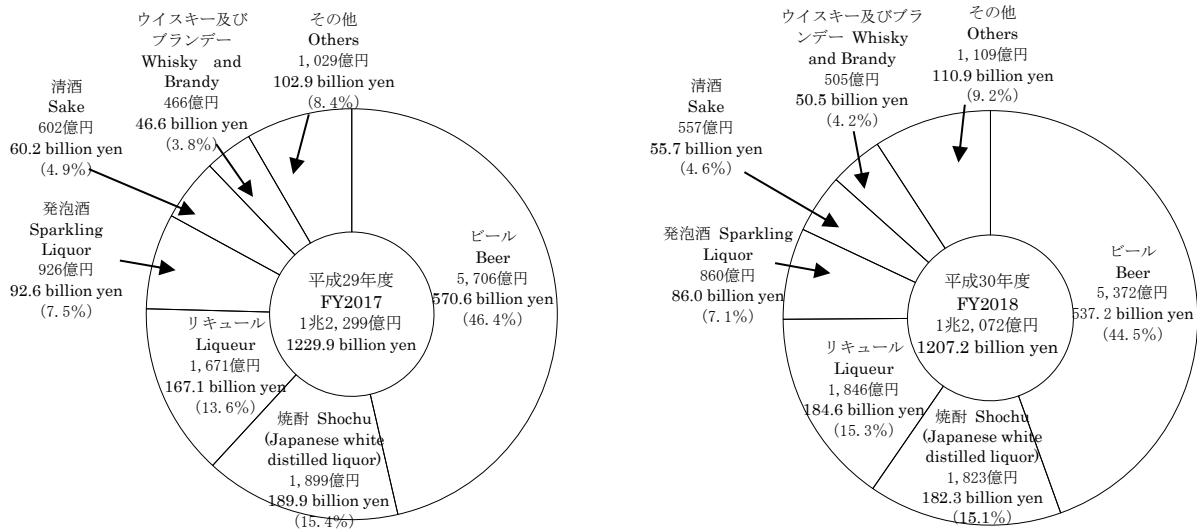 ウイスキー及び
ブランデー
Whisky and
Brandy
466億円
46.6 billion yen
(3.8%)
その他
Others
1,029億円
102.9 billion yen
(8.4%)
清酒
Sake
602億円
60.2 billion yen
(4.9%)
発泡酒
Sparkling
Liquor
926億円
92.6 billion yen
(7.5%)
ビール
Beer
5,706億円
570.6 billion yen
(46.4%)
平成29年度
FY2017
1兆2,299億円
1229.9 billion yen
リキュール
Liqueur
1,671億円
167.1 billion yen
(13.6%)
焼酎 Shochu
(Japanese white
distilled liquor)
1,899億円
189.9 billion yen
(15.4%)
ウイスキー及びブラ
ンデー Whisky
and Brandy
505億円
50.5 billion yen
(4.2%)
その他
Others
1,109億円
110.9 billion yen
(9.2%)
清酒
Sake
557億円
55.7 billion yen
(4.6%)
発泡酒 Sparkling
Liquor
860億円
86.0 billion yen
(7.1%)
ビール
Beer
5,372億円
537.2 billion yen
(44.5%)
平成30年度
FY2018
1兆2,072億円
1207.2 billion yen
リキュール
Liqueur
1,846億円
184.6 billion yen
(15.3%)
焼酎 Shochu
(Japanese white
distilled liquor)
1,823億円
182.3 billion yen
(15.1%)